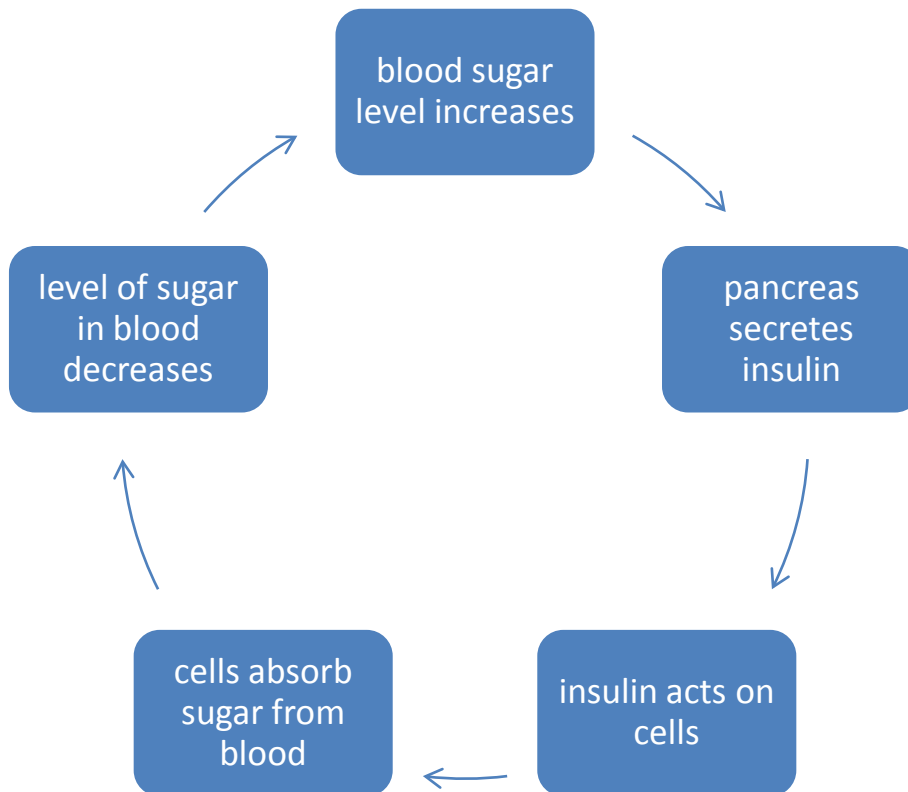 blood sugar
level increases
pancreas
secretes
insulin
insulin acts on
cells
cells absorb
sugar from
blood
level of sugar
in blood
decreases